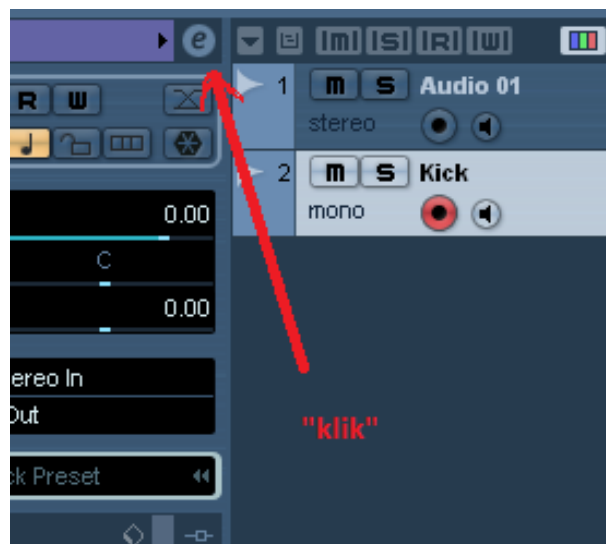 e [m] [S] [R] [W]
1 m S Audio 01
R W
stereo
2 m S Kick
mono
0.00
C
0.00
ereo In
Out
"klik"
ck Preset